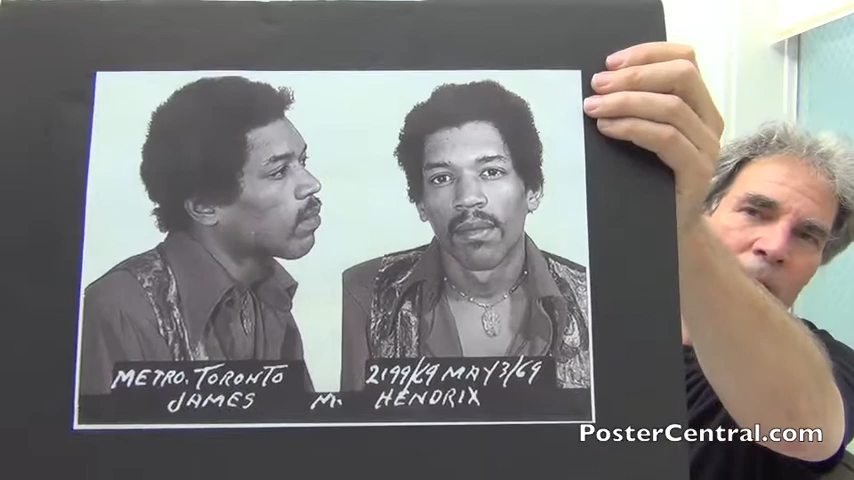 METRO. TORONTO 2199/69 MAY 3/69
JAMES M. HENDRIX
PosterCentral.com